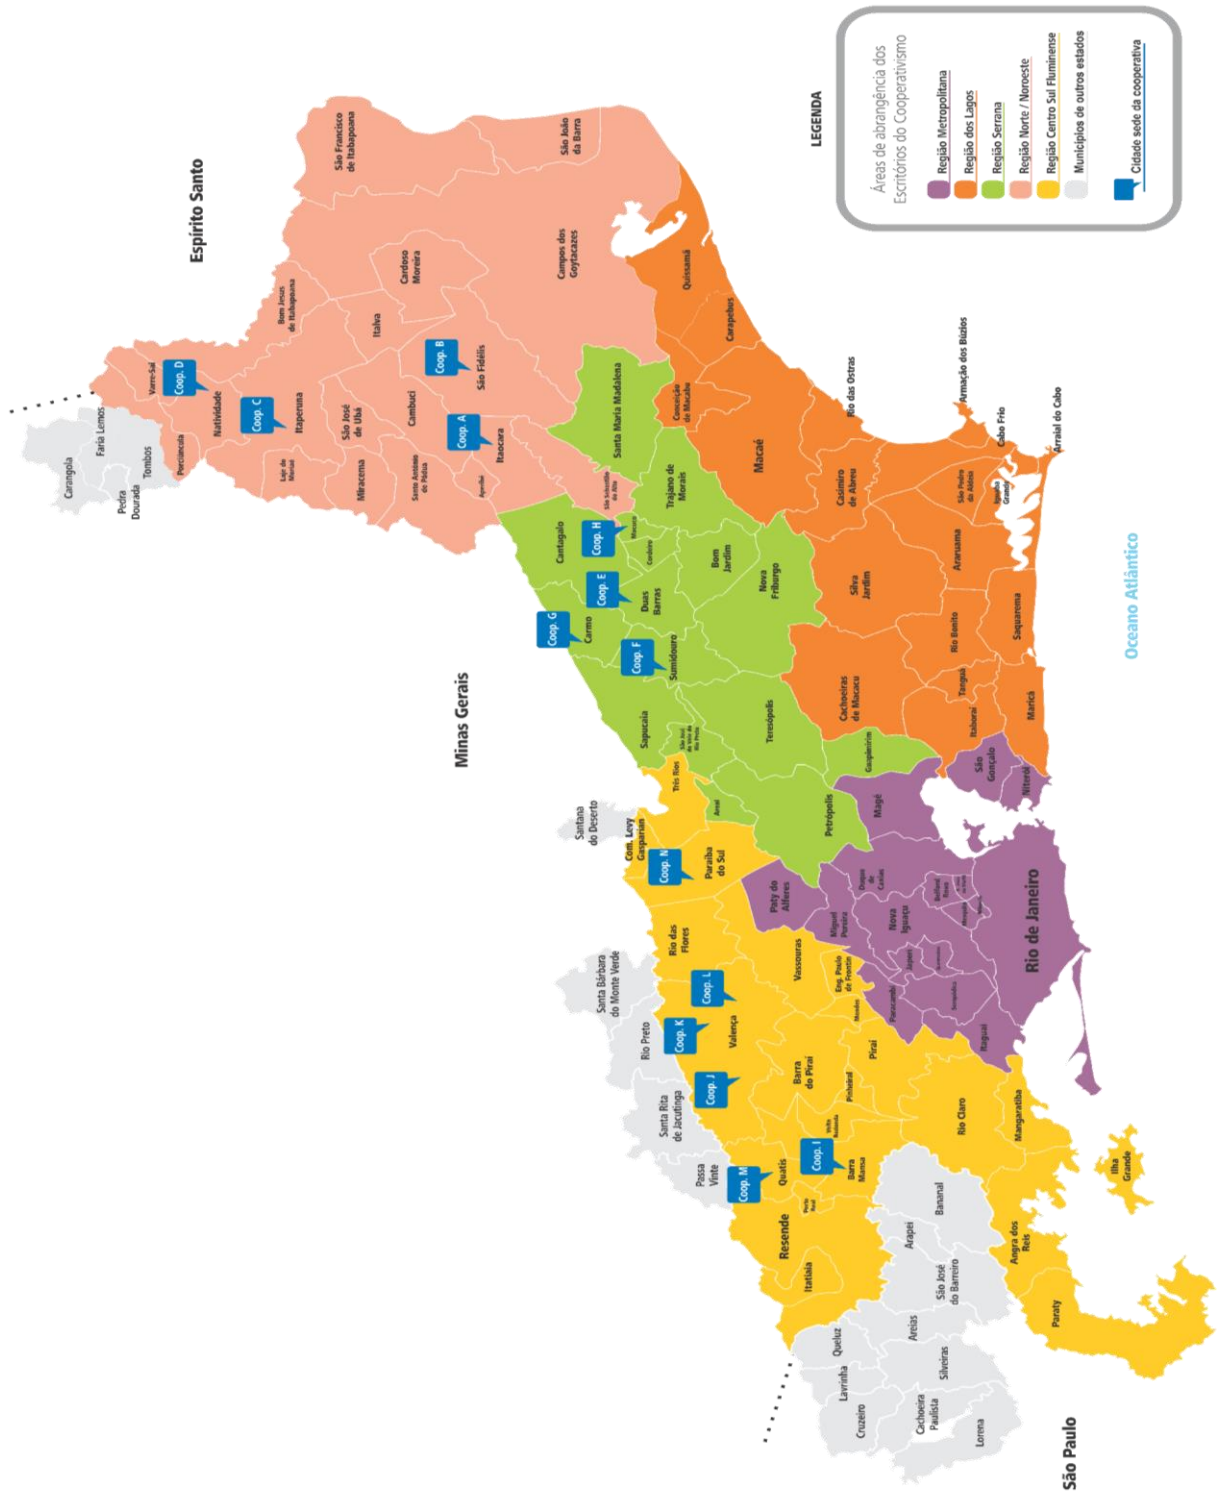 Espírito Santo
Minas Gerais
São Paulo
Oceano Atlântico
LEGENDA
Áreas de abrangência dos
Escritórios do Cooperativismo
Região Metropolitana
Região dos Lagos
Região Serrana
Região Norte / Noroeste
Região Centro Sul Fluminense
Municípios de outros estados
Cidade sede da cooperativa
Carangola
Faria Lemos
Pedra
Dourada
Tombos
Porciúncula
Varre-Sai
Coop. D
Natividade
Coop. C
Itaperuna
Bom Jesus
de Itabapoana
São Francisco
de Itabapoana
São João
da Barra
Laje do
Muriaé
São José
de Ubá
Italva
Cardoso
Moreira
Campos dos
Goytacazes
Miracema
Cambuci
Coop. B
São Fidélis
Santo Antônio
de Pádua
Aperibé
Coop. A
Itaocara
São Sebastião
do Alto
Santa Maria Madalena
Cantagalo
Coop. H
Macuco
Cordeiro
Trajano de
Morais
Coop. G
Carmo
Coop. E
Duas
Barras
Bom
Jardim
Nova
Friburgo
Coop. F
Sumidouro
Sapucaia
São José
do Vale do
Rio Preto
Teresópolis
Areal
Petrópolis
Guapimirim
Quissamã
Carapebus
Conceição
de Macabu
Macaé
Rio das Ostras
Casimiro
de Abreu
Armação dos Búzios
Cabo Frio
Arraial do Cabo
São Pedro
da Aldeia
Iguaba
Grande
Silva
Jardim
Araruama
Cachoeiras
de Macacu
Rio Bonito
Saquarema
Tanguá
Itaboraí
Maricá
São
Gonçalo
Niterói
Magé
Duque
de
Caxias
Belford
Roxo
Mesquita
Nova
Iguaçu
Miguel
Pereira
Paty do
Alferes
Japeri
Paracambi
Seropédica
Itaguaí
Rio de Janeiro
Santana
do Deserto
Com. Levy
Gasparian
Três Rios
Coop. N
Paraíba
do Sul
Rio das
Flores
Vassouras
Eng. Paulo
de Frontin
Mendes
Santa Bárbara
do Monte Verde
Rio Preto
Santa Rita
de Jacutinga
Passa
Vinte
Coop. L
Coop. K
Valença
Coop. J
Barra
do Piraí
Piraí
Pinheiral
Volta
Redonda
Coop. I
Barra
Mansa
Coop. M
Quatis
Porto
Real
Resende
Itatiaia
Rio Claro
Mangaratiba
Ilha
Grande
Angra dos
Reis
Paraty
Bananal
Arapeí
São José
do Barreiro
Areias
Queluz
Silveiras
Lavrinha
Cruzeiro
Cachoeira
Paulista
Lorena